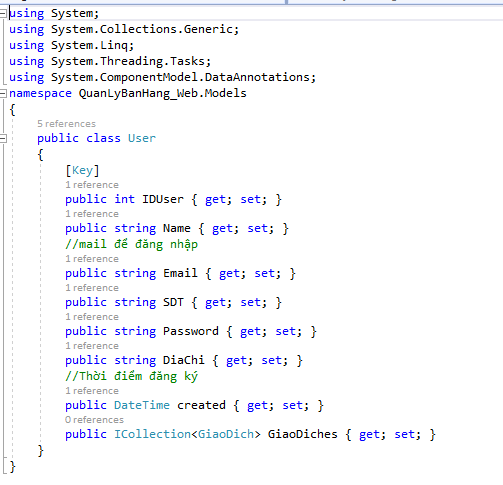 using System;
using System.Collections.Generic;
using System.Linq;
using System.Threading.Tasks;
using System.ComponentModel.DataAnnotations;
namespace QuanLyBanHang_Web.Models
{
5 references
public class User
{
[Key]
1 reference
public int IDUser { get; set; }
1 reference
public string Name { get; set; }
//mail để đăng nhập
1 reference
public string Email { get; set; }
1 reference
public string SDT { get; set; }
1 reference
public string Password { get; set; }
1 reference
public string DiaChi { get; set; }
//Thời điểm đăng ký
1 reference
public DateTime created { get; set; }
0 references
public ICollection<GiaoDich> GiaoDiches { get; set; }
}
}